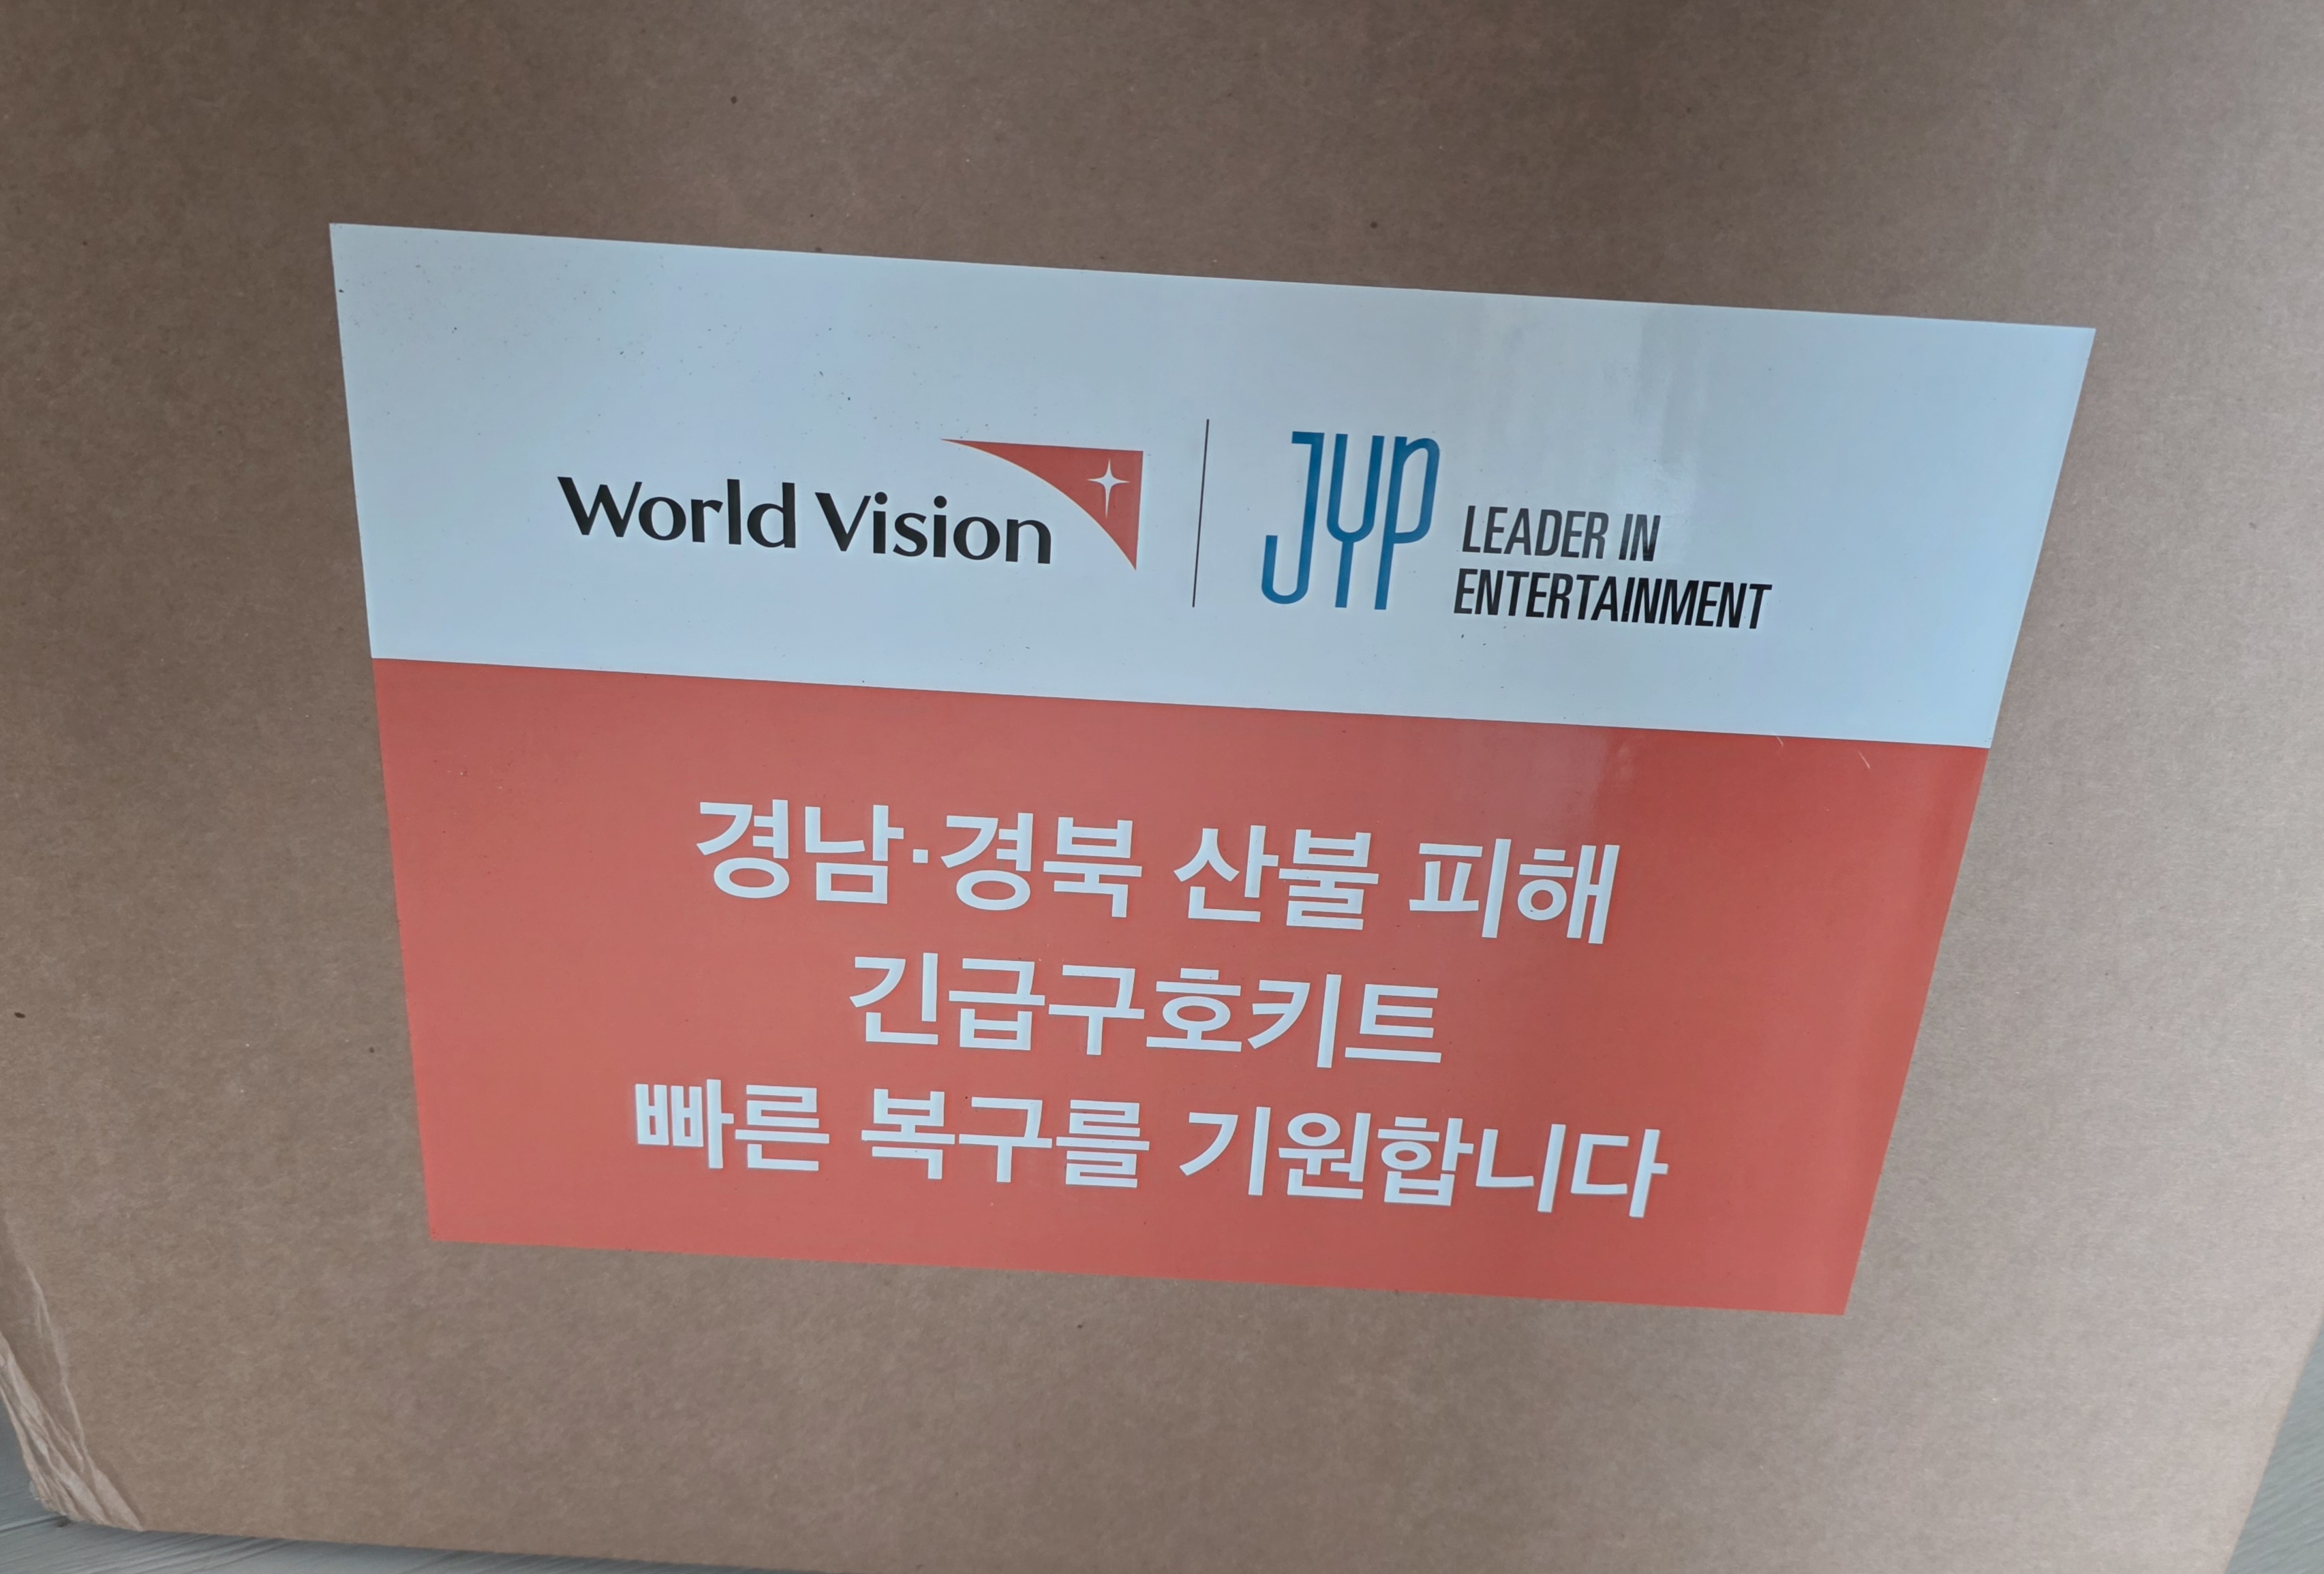 World Vision
JYP LEADER IN
ENTERTAINMENT
경남·경북 산불 피해
긴급구호키트
빠른 복구를 기원합니다